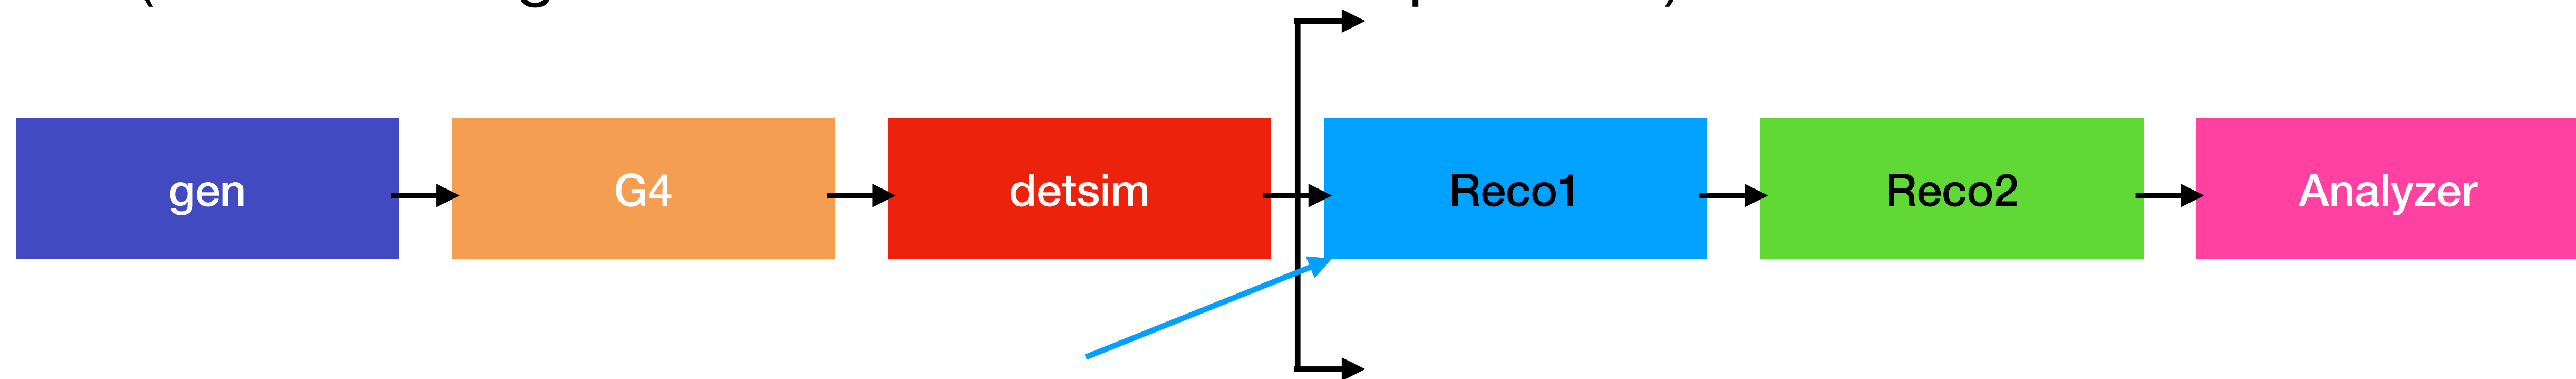 gen
G4
detsim
Reco1
Reco2
Analyzer